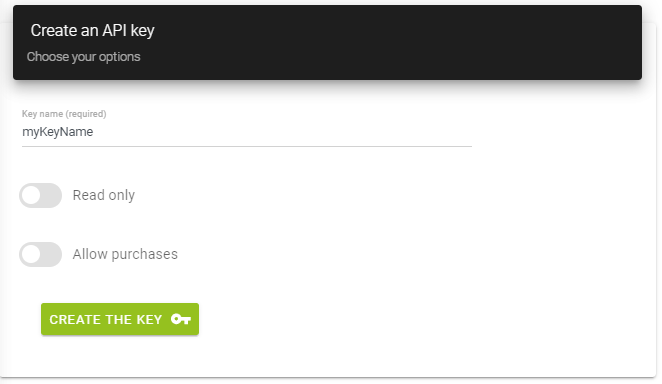 Create an API key
Choose your options
Key name (required)
myKeyName
Read only
Allow purchases
CREATE THE KEY